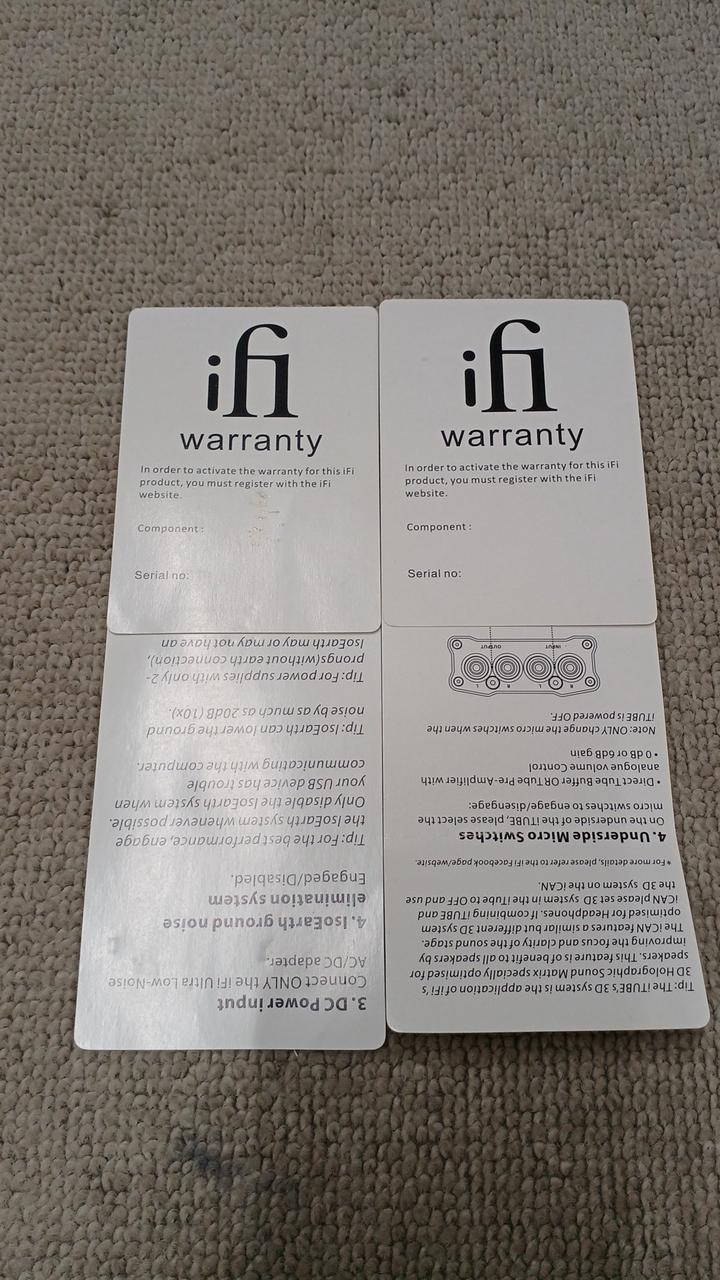 ifi
warranty
In order to activate the warranty for this iFi
product, you must register with the iFi
website.
Component :
Serial no:
ifi
warranty
In order to activate the warranty for this iFi
product, you must register with the iFi
website.
Component :
Serial no:
3. DC Power input
Connect ONLY the iFi Ultra Low-Noise
AC/DC adapter.
4. IsoEarth ground noise
elimination system
Engaged/Disabled.
Tip: For the best performance, engage
the IsoEarth system whenever possible.
Only disable the IsoEarth system when
your USB device has trouble
communicating with the computer.
Tip: IsoEarth can lower the ground
noise by as much as 20dB (10x).
Tip: For power supplies with only 2-
prongs(without earth connection),
IsoEarth may or may not have an
Tip: The iTUBE's 3D system is the application of iFi's
3D Holographic Sound Matrix specially optimised for
speakers. This feature is of benefit to all speakers by
improving the focus and clarity of the sound stage.
The iCAN features a similar but different 3D system
optimised for Headphones. If combining iTUBE and
iCAN please set 3D system in the iTube to OFF and use
the 3D system on the iCAN.
*For more details, please refer to the iFi Facebook page/website.
4. Underside Micro Switches
On the underside of the iTUBE, please select the
micro switches to engage/disengage:
• Direct Tube Buffer OR Tube Pre-Amplifier with
analogue volume Control
• 0 dB or 6dB gain
Note: ONLY change the micro switches when the
iTUBE is powered OFF.
L R L R
INPUT OUTPUT